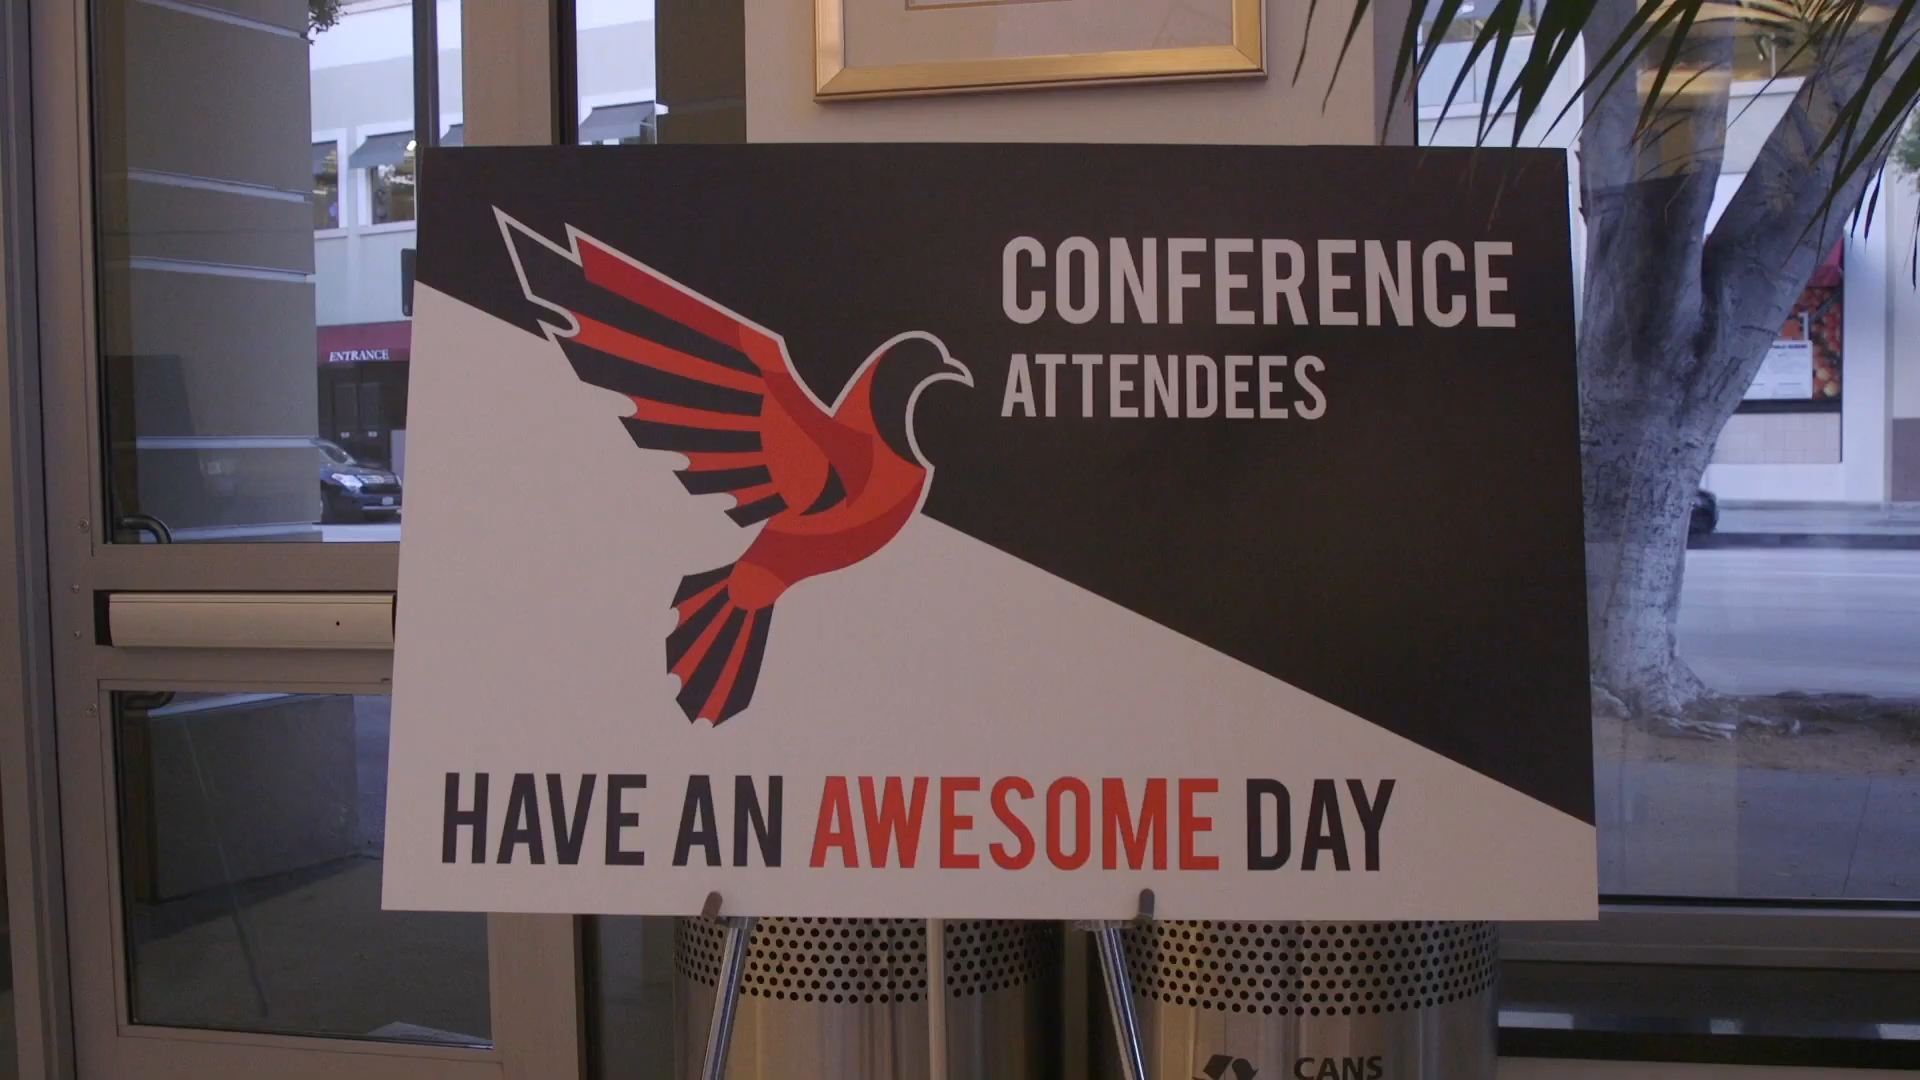 ENTRANCE
CONFERENCE
ATTENDEES
HAVE AN AWESOME DAY
CANS